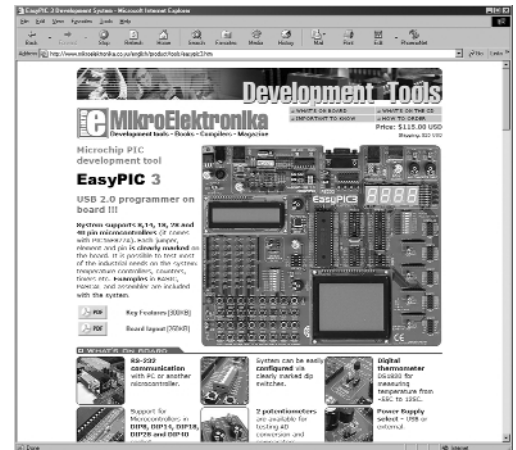 EasyPIC 3 Development System - Microsoft Internet Explorer
File Edit View Favorites Tools Help
Back Forward Stop Refresh Home Search Favorites Media History Mail Print Edit
Address http://www.mikroelektronika.co.yu/english/product/tools/easypic3.htm Go Links
Development Tools
WHAT'S ON BOARD WHAT'S ON THE CD
IMPORTANT TO KNOW HOW TO ORDER
MikroElektronika
Development tools - Books - Compilers - Magazine
Price: $115.00 USD
Shipping: $20 USD
Microchip PIC
development tool
EasyPIC 3
USB 2.0 programmer on
board !!!
System supports 8,14, 18, 28 and
40 pin microcontrollers (it comes
with PIC16F877A). Each jumper,
element and pin is clearly marked on
the board. It is possible to test most
of the industrial needs on the system:
temperature controllers, counters,
timers etc. Examples in BASIC,
PASCAL and assembler are included
with the system.
EasyPIC3
PDF Key Features (300KB)
PDF Board layout (260KB)
WHAT'S ON BOARD
RS-232
communication
with PC or another
microcontroller.
System can be easily
configured via
clearly marked dip
switches.
Digital
thermometer
DS1820 for
measuring
temperature from
-55C to 125C.
Support for
Microcontrollers in
DIP8, DIP14, DIP18,
DIP28 and DIP40
2 potentiometers
are available for
testing AD
conversion and
Power Supply
select - USB or
external.
Done Internet